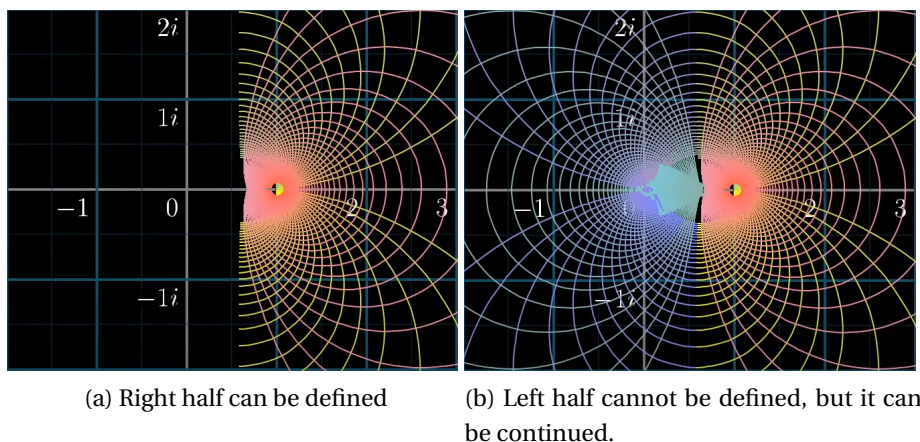 2i 2i
1i 1i
−1 0 2 3 −1 2 3
−1i −1i
(a) Right half can be defined
(b) Left half cannot be defined, but it can
be continued.